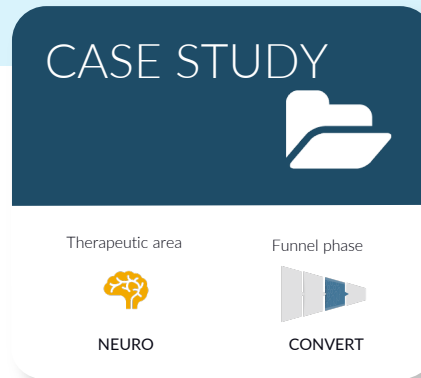 CASE STUDY
Therapeutic area
Funnel phase
NEURO
CONVERT